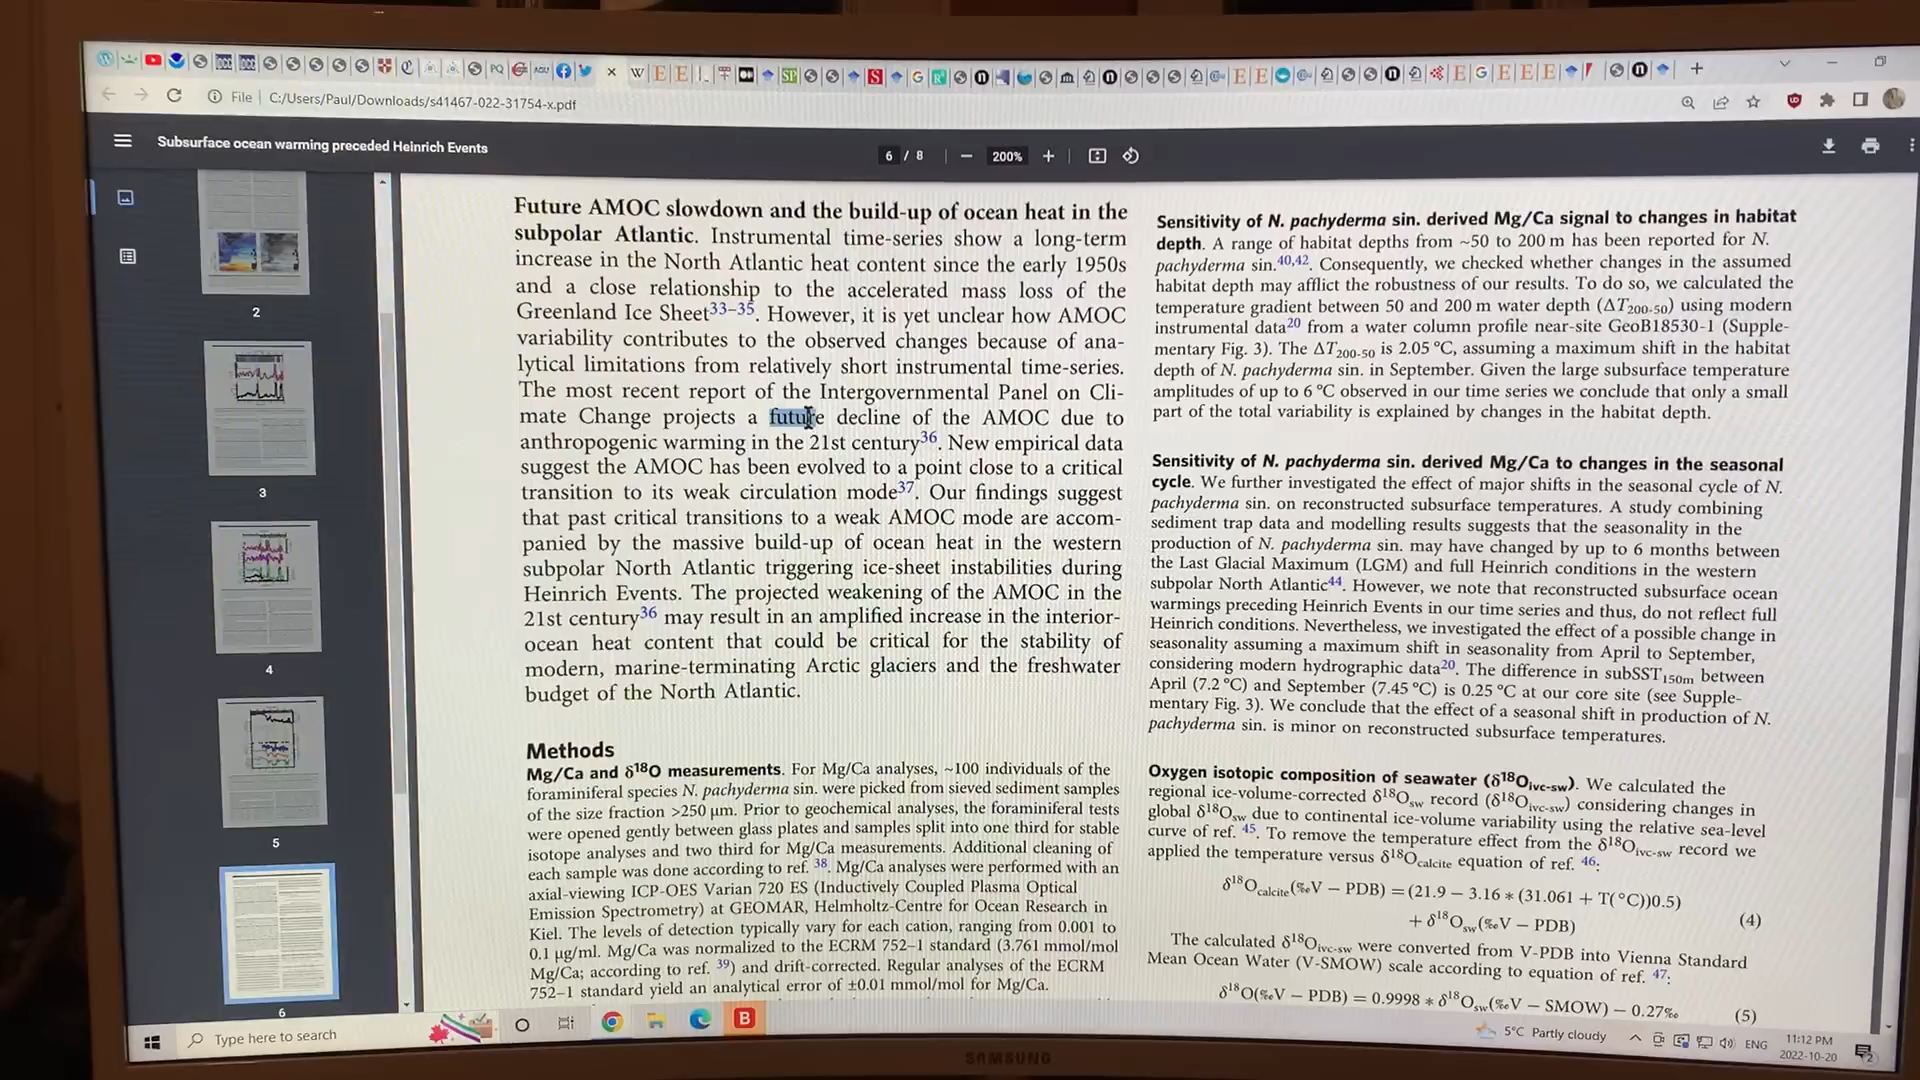 File | C:/Users/Paul/Downloads/s41467-022-31754-x.pdf
Subsurface ocean warming preceded Heinrich Events
6 / 8
200%
2
3
4
5
6
Future AMOC slowdown and the build-up of ocean heat in the
subpolar Atlantic. Instrumental time-series show a long-term
increase in the North Atlantic heat content since the early 1950s
and a close relationship to the accelerated mass loss of the
Greenland Ice Sheet33–35. However, it is yet unclear how AMOC
variability contributes to the observed changes because of ana-
lytical limitations from relatively short instrumental time-series.
The most recent report of the Intergovernmental Panel on Cli-
mate Change projects a future decline of the AMOC due to
anthropogenic warming in the 21st century36. New empirical data
suggest the AMOC has been evolved to a point close to a critical
transition to its weak circulation mode37. Our findings suggest
that past critical transitions to a weak AMOC mode are accom-
panied by the massive build-up of ocean heat in the western
subpolar North Atlantic triggering ice-sheet instabilities during
Heinrich Events. The projected weakening of the AMOC in the
21st century36 may result in an amplified increase in the interior-
ocean heat content that could be critical for the stability of
modern, marine-terminating Arctic glaciers and the freshwater
budget of the North Atlantic.
Methods
Mg/Ca and δ18O measurements. For Mg/Ca analyses, ~100 individuals of the
foraminiferal species N. pachyderma sin. were picked from sieved sediment samples
of the size fraction >250 μm. Prior to geochemical analyses, the foraminiferal tests
were opened gently between glass plates and samples split into one third for stable
isotope analyses and two third for Mg/Ca measurements. Additional cleaning of
each sample was done according to ref. 38. Mg/Ca analyses were performed with an
axial-viewing ICP-OES Varian 720 ES (Inductively Coupled Plasma Optical
Emission Spectrometry) at GEOMAR, Helmholtz-Centre for Ocean Research in
Kiel. The levels of detection typically vary for each cation, ranging from 0.001 to
0.1 μg/ml. Mg/Ca was normalized to the ECRM 752–1 standard (3.761 mmol/mol
Mg/Ca; according to ref. 39) and drift-corrected. Regular analyses of the ECRM
752–1 standard yield an analytical error of ±0.01 mmol/mol for Mg/Ca.
Sensitivity of N. pachyderma sin. derived Mg/Ca signal to changes in habitat
depth. A range of habitat depths from ~50 to 200 m has been reported for N.
pachyderma sin.40,42. Consequently, we checked whether changes in the assumed
habitat depth may afflict the robustness of our results. To do so, we calculated the
temperature gradient between 50 and 200 m water depth (ΔT200-50) using modern
instrumental data20 from a water column profile near-site GeoB18530-1 (Supple-
mentary Fig. 3). The ΔT200-50 is 2.05 °C, assuming a maximum shift in the habitat
depth of N. pachyderma sin. in September. Given the large subsurface temperature
amplitudes of up to 6 °C observed in our time series we conclude that only a small
part of the total variability is explained by changes in the habitat depth.
Sensitivity of N. pachyderma sin. derived Mg/Ca to changes in the seasonal
cycle. We further investigated the effect of major shifts in the seasonal cycle of N.
pachyderma sin. on reconstructed subsurface temperatures. A study combining
sediment trap data and modelling results suggests that the seasonality in the
production of N. pachyderma sin. may have changed by up to 6 months between
the Last Glacial Maximum (LGM) and full Heinrich conditions in the western
subpolar North Atlantic44. However, we note that reconstructed subsurface ocean
warmings preceding Heinrich Events in our time series and thus, do not reflect full
Heinrich conditions. Nevertheless, we investigated the effect of a possible change in
seasonality assuming a maximum shift in seasonality from April to September,
considering modern hydrographic data20. The difference in subSST150m between
April (7.2 °C) and September (7.45 °C) is 0.25 °C at our core site (see Supple-
mentary Fig. 3). We conclude that the effect of a seasonal shift in production of N.
pachyderma sin. is minor on reconstructed subsurface temperatures.
Oxygen isotopic composition of seawater (δ18Oivc-sw). We calculated the
regional ice-volume-corrected δ18Osw record (δ18Oivc-sw) considering changes in
global δ18Osw due to continental ice-volume variability using the relative sea-level
curve of ref. 45. To remove the temperature effect from the δ18Oivc-sw record we
applied the temperature versus δ18Ocalcite equation of ref. 46:
δ18Ocalcite(‰V − PDB) = (21.9 − 3.16 * (31.061 + T(°C))0.5)
+ δ18Osw(‰V − PDB) (4)
The calculated δ18Oivc-sw were converted from V-PDB into Vienna Standard
Mean Ocean Water (V-SMOW) scale according to equation of ref. 47:
δ18O(‰V − PDB) = 0.9998 * δ18Osw(‰V − SMOW) − 0.27‰ (5)
Type here to search
5°C Partly cloudy
ENG
11:12 PM
2022-10-20
SAMSUNG